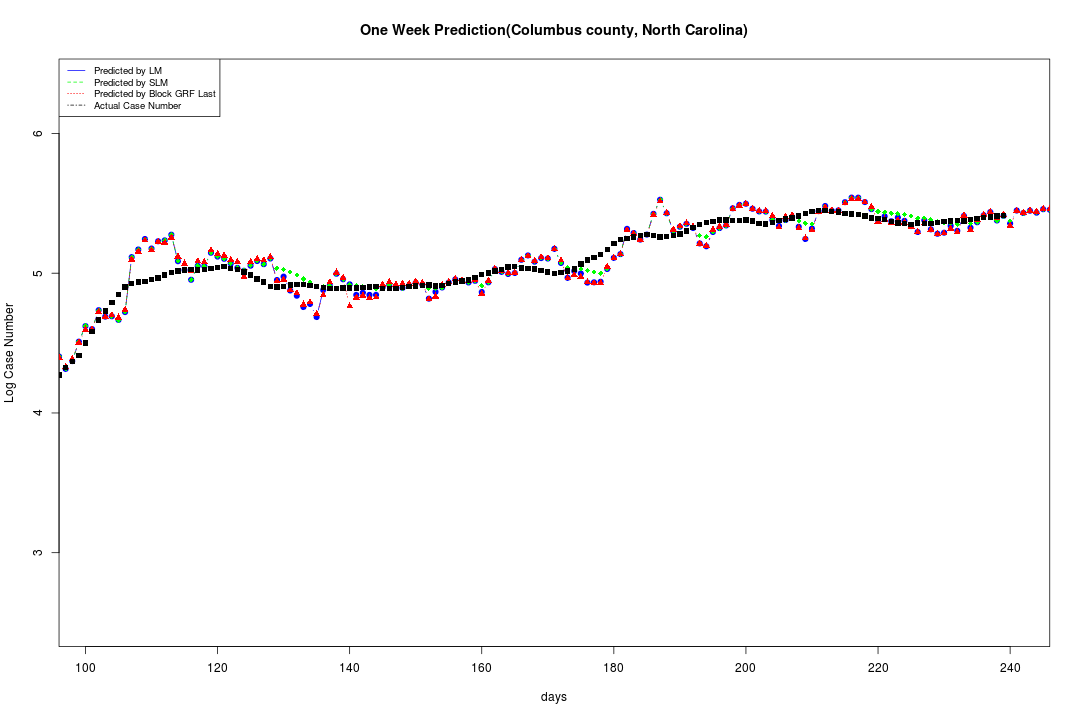 One Week Prediction(Columbus county, North Carolina)
Predicted by LM
Predicted by SLM
Predicted by Block GRF Last
Actual Case Number
6
5
4
3
Log Case Number
100 120 140 160 180 200 220 240
days